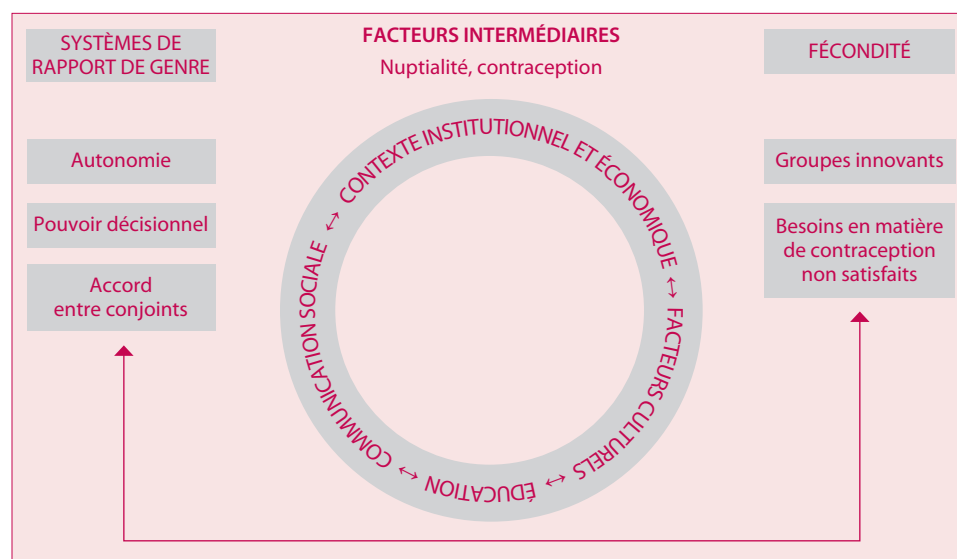 SYSTÈMES DE
RAPPORT DE GENRE
Autonomie
Pouvoir décisionnel
Accord
entre conjoints
FACTEURS INTERMÉDIAIRES
Nuptialité, contraception
CONTEXTE INSTITUTIONNEL ET ÉCONOMIQUE ↔ FACTEURS CULTURELS ↔ ÉDUCATION ↔ COMMUNICATION SOCIALE ↔
FÉCONDITÉ
Groupes innovants
Besoins en matière
de contraception
non satisfaits